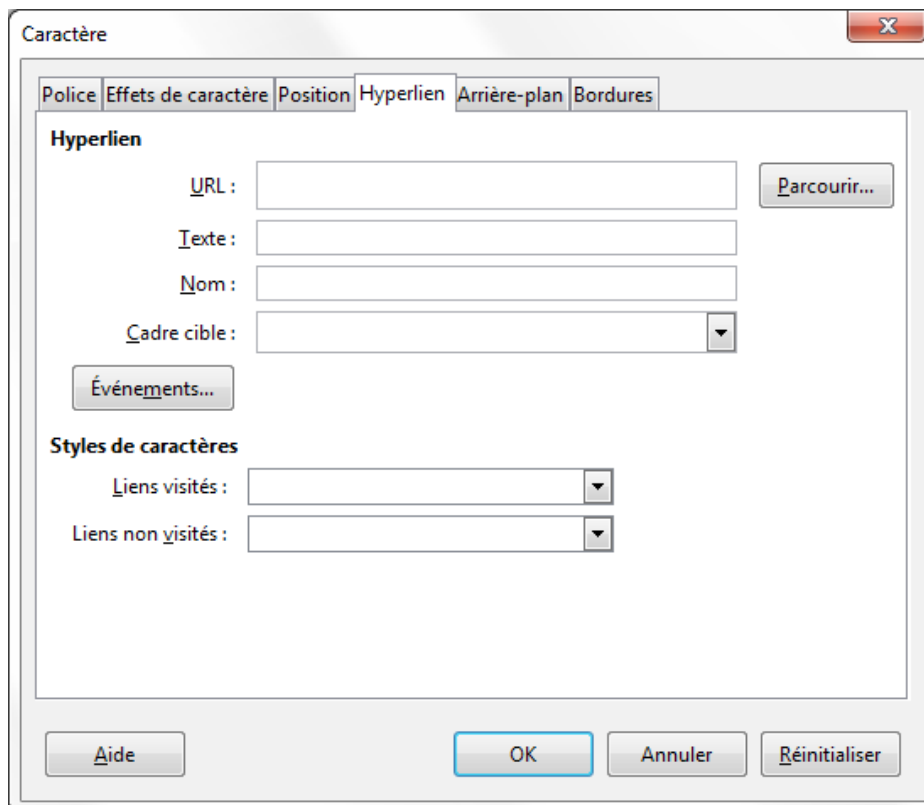 Caractère
Police Effets de caractère Position Hyperlien Arrière-plan Bordures
Hyperlien
URL : Parcourir...
Texte :
Nom :
Cadre cible :
Événements...
Styles de caractères
Liens visités :
Liens non visités :
Aide OK Annuler Réinitialiser